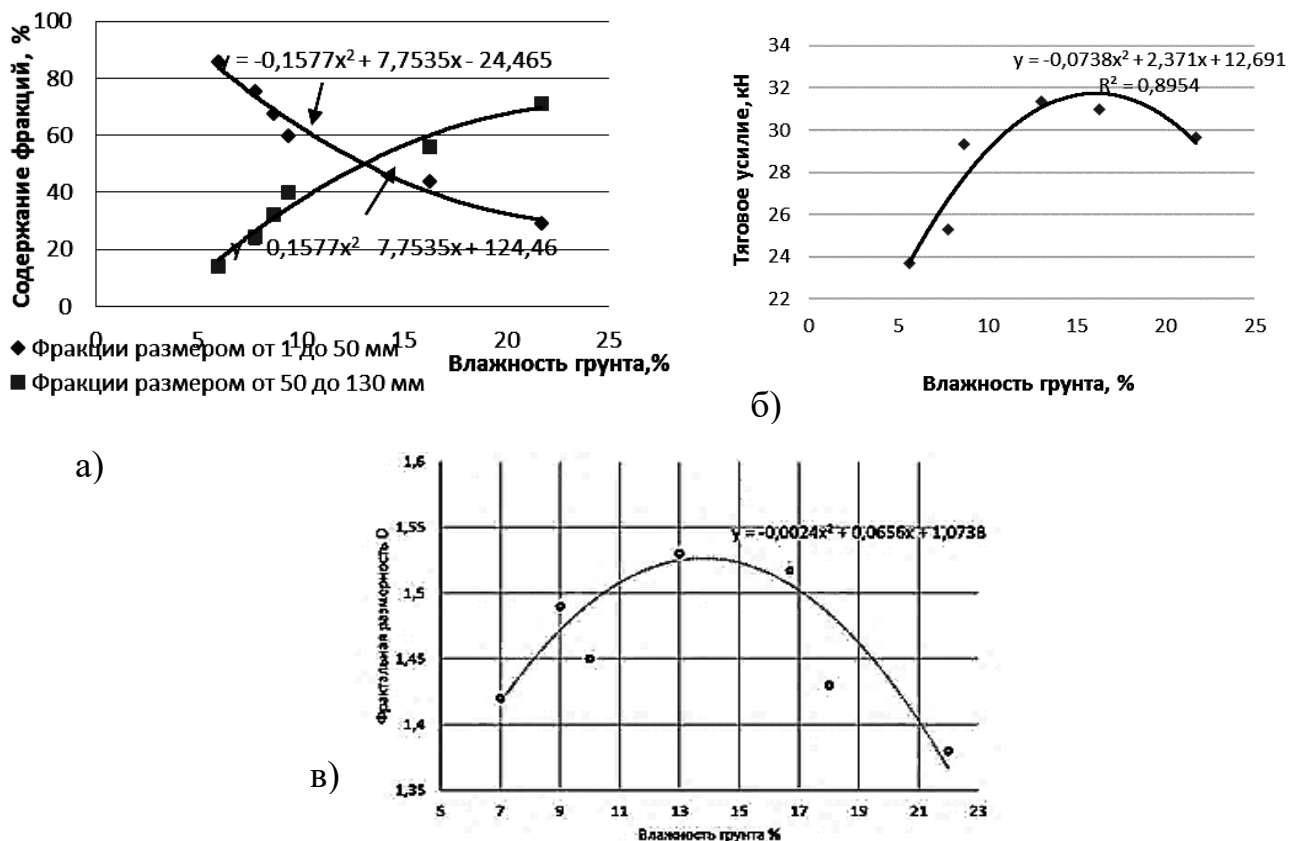 а)
Содержание фракций, %
100
80
60
40
20
0
y = -0,1577x² + 7,7535x - 24,465
y 0,1577x² 7,7535x + 124,46
0 5 10 15 20 25
Влажность грунта,%
◆ Фракции размером от 1 до 50 мм
■ Фракции размером от 50 до 130 мм
Тяговое усилие, кН
34
32
30
28
26
24
22
y = -0,0738x² + 2,371x + 12,691
R² = 0,8954
0 5 10 15 20 25
Влажность грунта, %
б)
а)
Фрактальная размерность D
1,6
1,55
1,5
1,45
1,4
1,35
y = -0,0024x² + 0,0656x + 1,0738
5 7 9 11 13 15 17 19 21 23
Влажность грунта %
в)